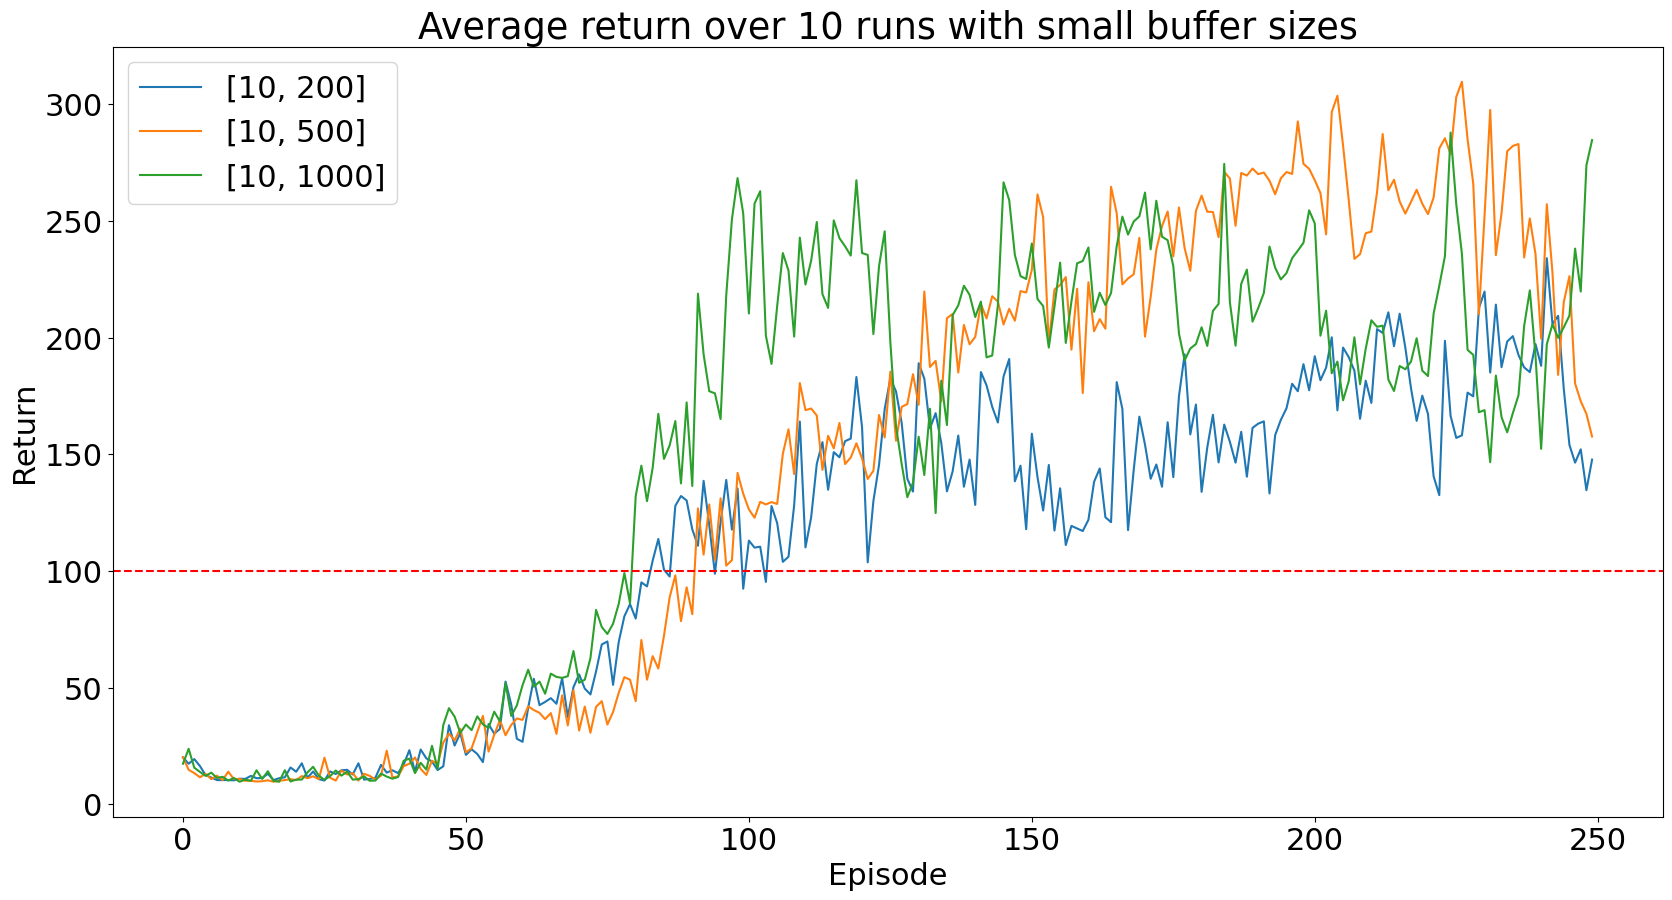 Average return over 10 runs with small buffer sizes
[10, 200]
[10, 500]
[10, 1000]
300
250
200
150
100
50
0
Return
0 50 100 150 200 250
Episode